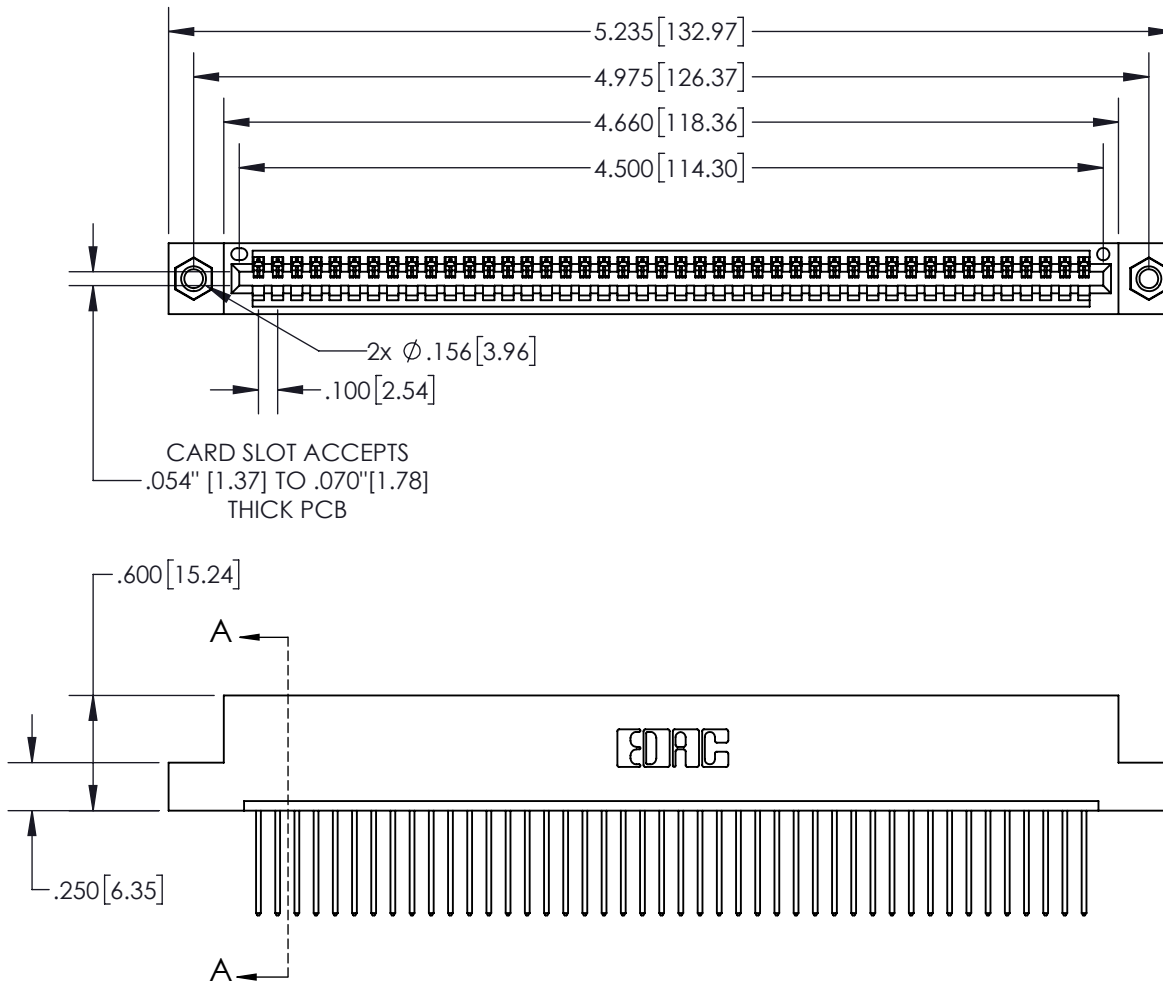 5.235[132.97]
4.975[126.37]
4.660[118.36]
4.500[114.30]
2x Ø.156[3.96]
.100[2.54]
CARD SLOT ACCEPTS
.054" [1.37] TO .070"[1.78]
THICK PCB
.600[15.24]
A
EDAC
.250[6.35]
A